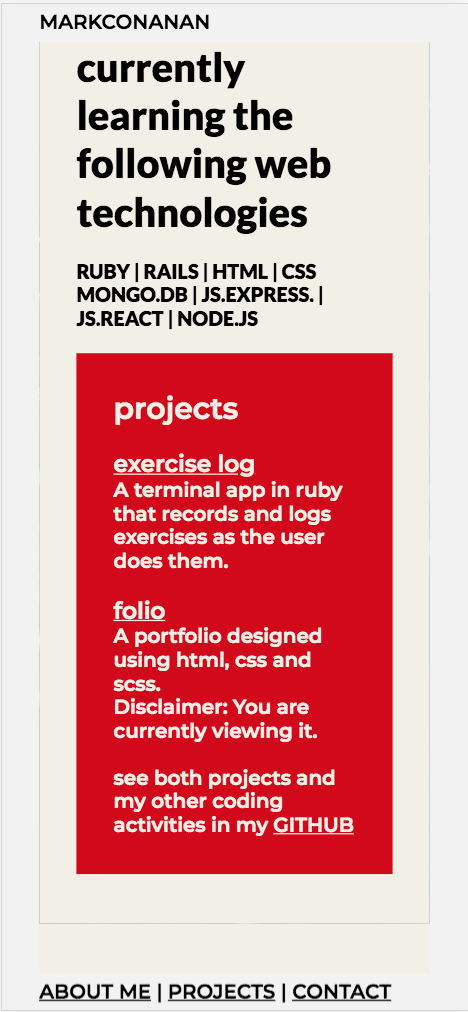 MARKCONANAN
currently
learning the
following web
technologies
RUBY | RAILS | HTML | CSS
MONGO.DB | JS.EXPRESS. |
JS.REACT | NODE.JS
projects
exercise log
A terminal app in ruby
that records and logs
exercises as the user
does them.
folio
A portfolio designed
using html, css and
scss.
Disclaimer: You are
currently viewing it.
see both projects and
my other coding
activities in my GITHUB
ABOUT ME | PROJECTS | CONTACT